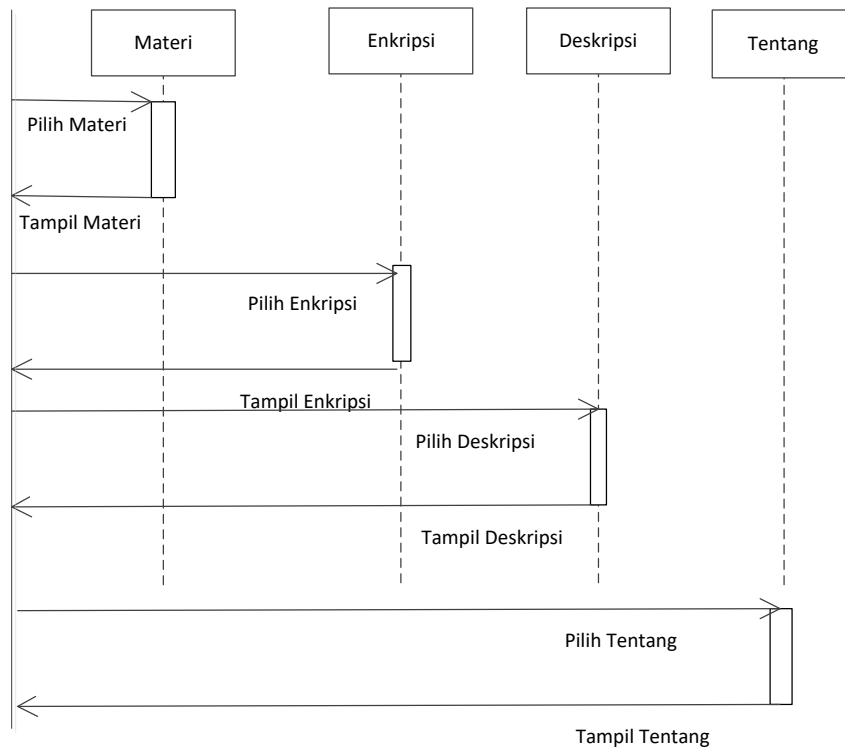 Materi
Enkripsi
Deskripsi
Tentang
Pilih Materi
Tampil Materi
Pilih Enkripsi
Tampil Enkripsi
Pilih Deskripsi
Tampil Deskripsi
Pilih Tentang
Tampil Tentang